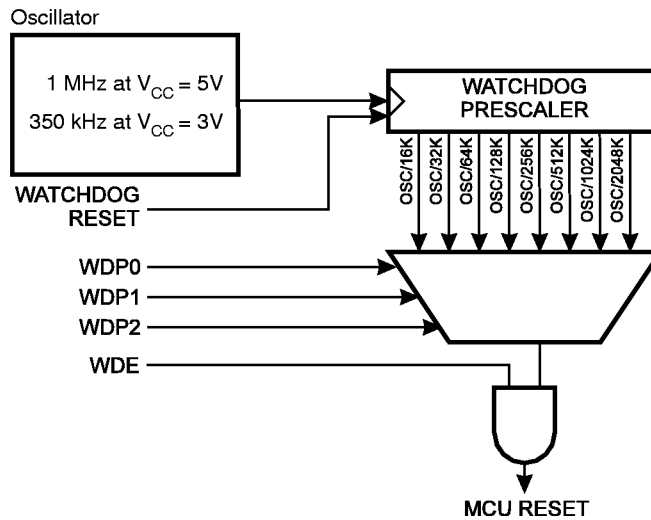 Oscillator
1 MHz at VCC = 5V
350 kHz at VCC = 3V
WATCHDOG
PRESCALER
OSC/16K
OSC/32K
OSC/64K
OSC/128K
OSC/256K
OSC/512K
OSC/1024K
OSC/2048K
WATCHDOG
RESET
WDP0
WDP1
WDP2
WDE
MCU RESET